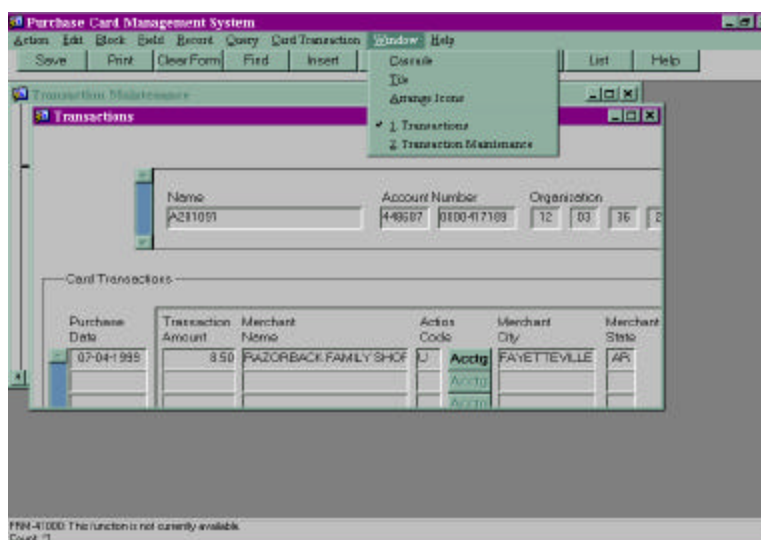 Purchase Card Management System
Action Edit Block Field Record Query Card Transaction Window Help
Save Print Clear Form Find Insert List Help
Cascade
Tile
Arrange Icons
✔ 1 Transactions
2 Transaction Maintenance
Transaction Maintenance
Transactions
Name Account Number Organization
A281091 448687 12 03 36 2
Card Transactions
Purchase Transaction Merchant Action Merchant Merchant
Date Amount Name Code City State
07-04-1999 8.50 RAZORBACK FAMILY SHOP U Acctg FAYETTEVILLE AR
Acctg
Acctg
FRM-41000: This function is not currently available.
Count: *1